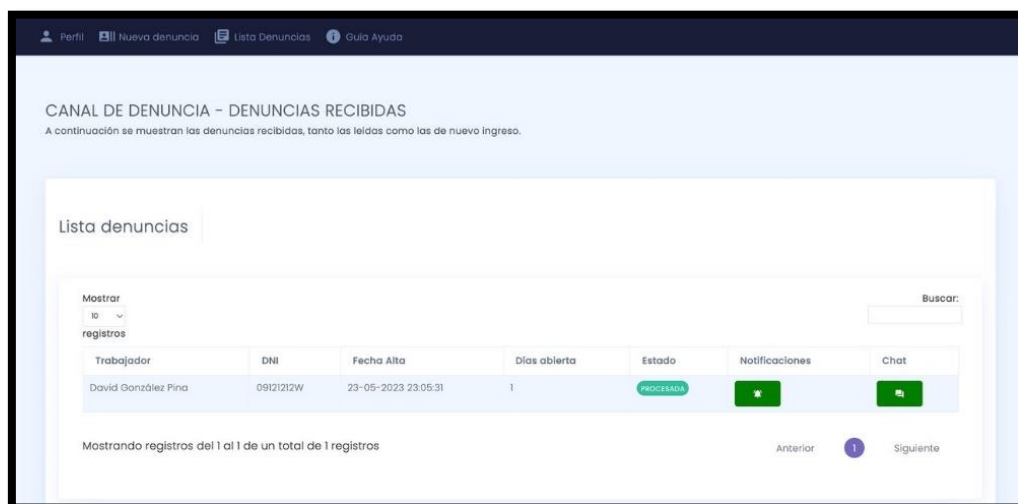 Perfil Nueva denuncia Lista Denuncias Guía Ayuda
CANAL DE DENUNCIA - DENUNCIAS RECIBIDAS
A continuación se muestran las denuncias recibidas, tanto las leídas como las de nuevo ingreso.
Lista denuncias
Mostrar
10
registros
Buscar:
Trabajador DNI Fecha Alta Días abierta Estado Notificaciones Chat
David González Pina 09121212W 23-05-2023 23:05:31 1 PROCESADA
Mostrando registros del 1 al 1 de un total de 1 registros
Anterior 1 Siguiente